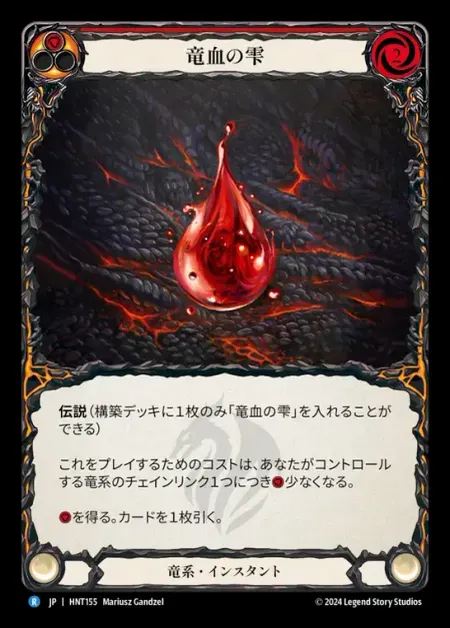 竜血の雫
2
伝説(構築デッキに1枚のみ「竜血の雫」を入れることが
できる)
これをプレイするためのコストは、あなたがコントロール
する竜系のチェインリンク1つにつき少なくなる。
を得る。カードを1枚引く。
竜系・インスタント
R JP | HNT155 Mariusz Gandzel
© 2024 Legend Story Studios